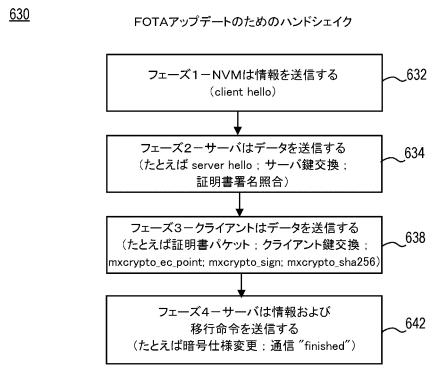 630
FOTAアップデートのためのハンドシェイク
フェーズ1－NVMは情報を送信する
(client hello)
632
フェーズ2－サーバはデータを送信する
(たとえば server hello；サーバ鍵交換；
証明書署名照合)
634
フェーズ3－クライアントはデータを送信する
(たとえば証明書パケット；クライアント鍵交換；
mxcrypto_ec_point; mxcrypto_sign; mxcrypto_sha256)
638
フェーズ4－サーバは情報および
移行命令を送信する
(たとえば暗号仕様変更；通信 "finished")
642